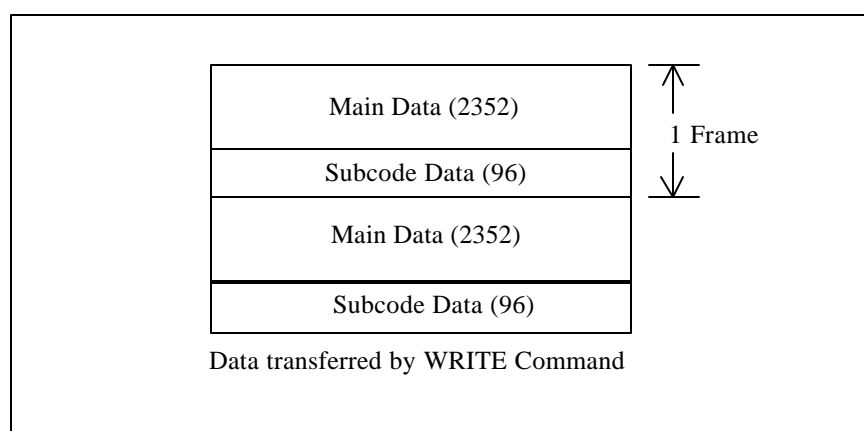 Main Data (2352)
1 Frame
Subcode Data (96)
Main Data (2352)
Subcode Data (96)
Data transferred by WRITE Command